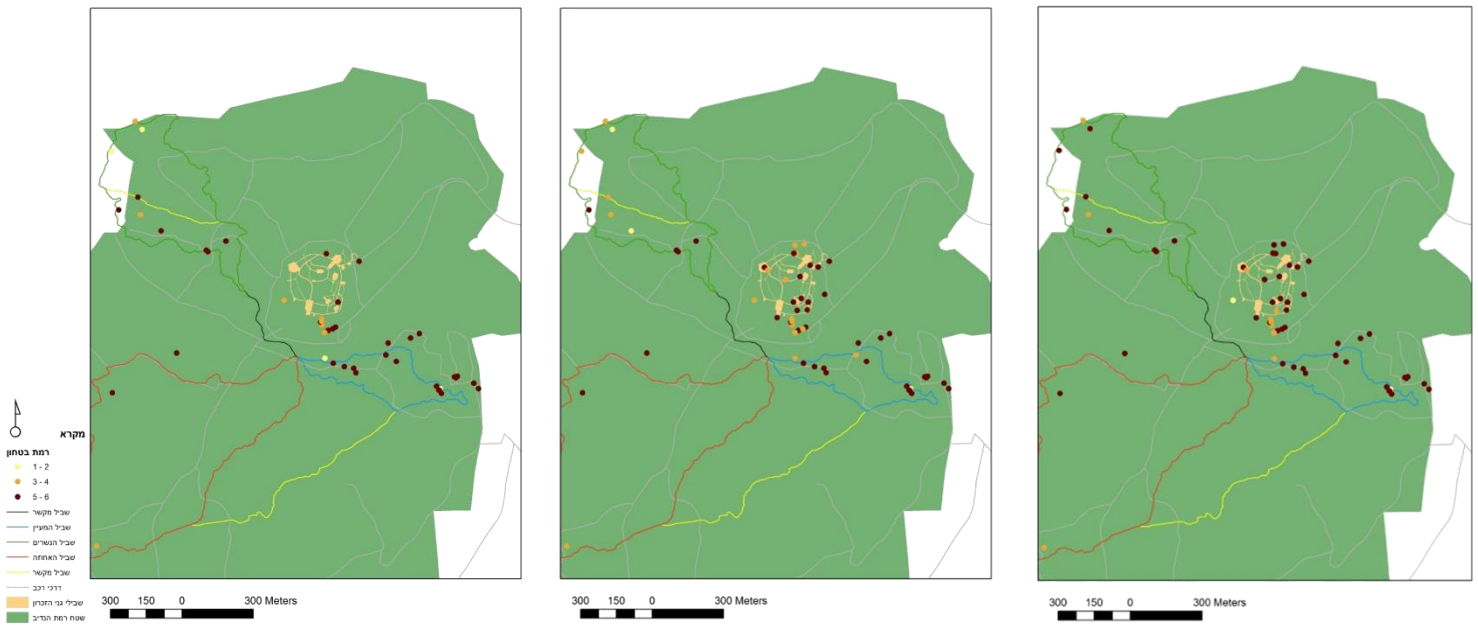 מקרא
רמת בטחון
1 - 2
3 - 4
5 - 6
שביל מקשר
שביל המעיין
שביל הנשרים
שביל האחוזה
שביל מקשר
דרכי רכב
שבילי גני הזכרון
שטח רמת הנדיב
300 150 0 300 Meters
300 150 0 300 Meters
300 150 0 300 Meters